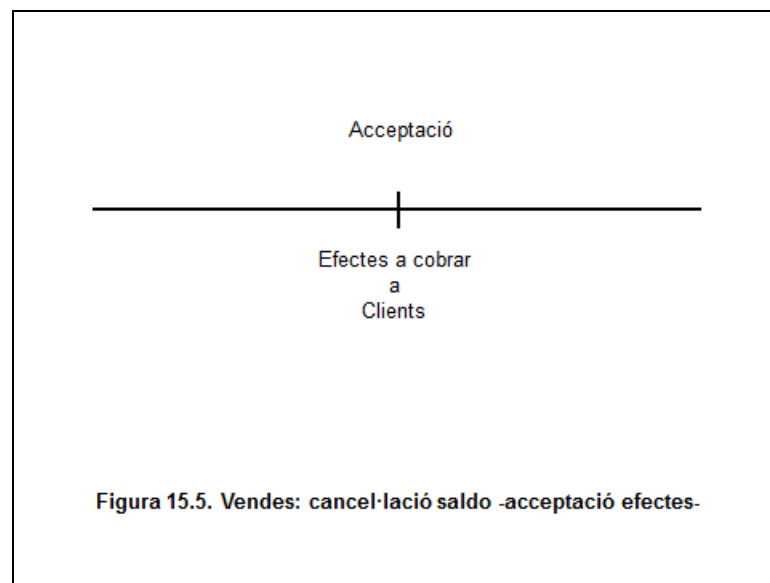 Acceptació
Efectes a cobrar
a
Clients
Figura 15.5. Vendes: cancel·lació saldo -acceptació efectes-